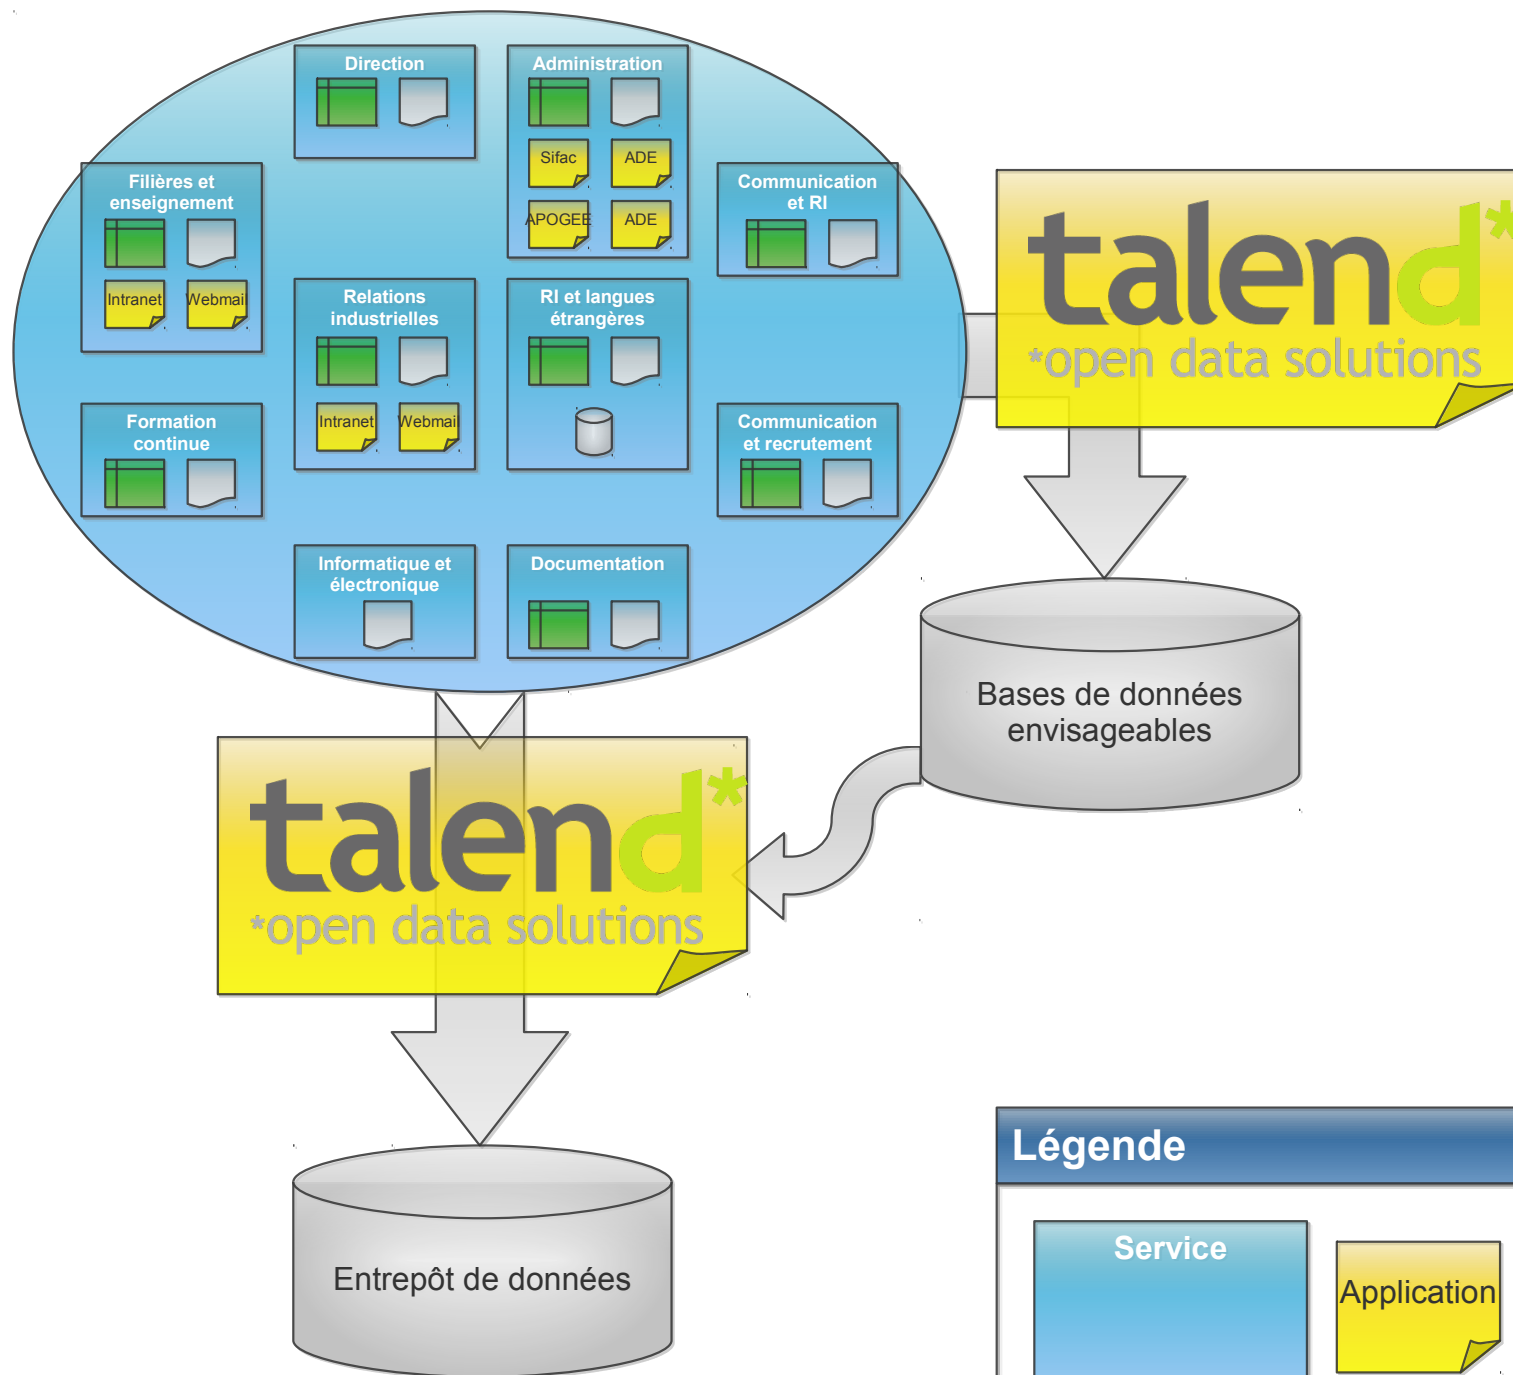 Direction
Administration
Sifac
ADE
APOGEE
ADE
Filières et
enseignement
Intranet
Webmail
Communication
et RI
talend*
*open data solutions
Relations
industrielles
Intranet
Webmail
RI et langues
étrangères
Formation
continue
Communication
et recrutement
Informatique et
électronique
Documentation
Bases de données
envisageables
talend*
*open data solutions
Entrepôt de données
Légende
Service
Application